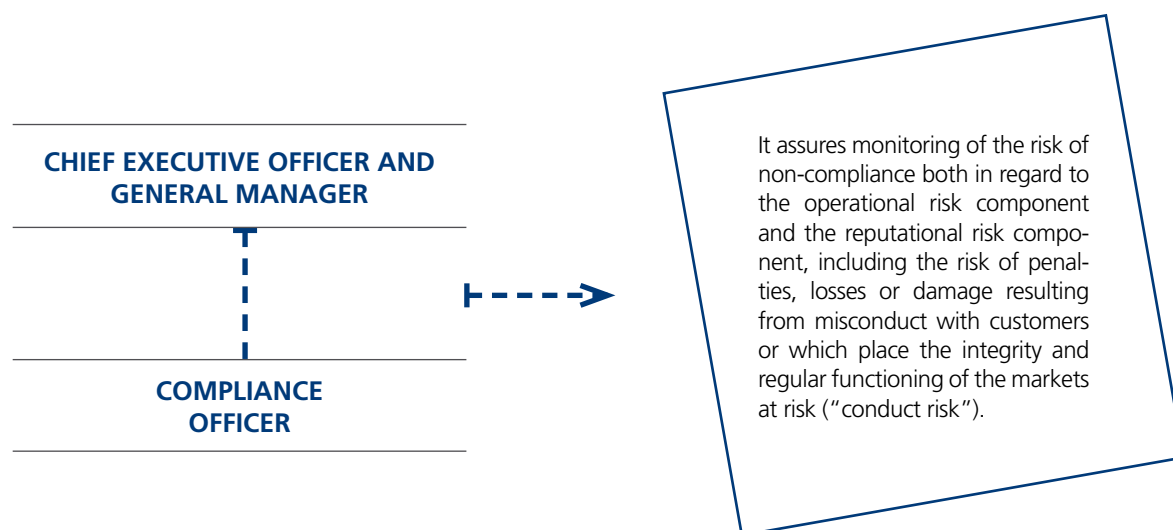 CHIEF EXECUTIVE OFFICER AND
GENERAL MANAGER
COMPLIANCE
OFFICER
It assures monitoring of the risk of
non-compliance both in regard to
the operational risk component
and the reputational risk compo-
nent, including the risk of penal-
ties, losses or damage resulting
from misconduct with customers
or which place the integrity and
regular functioning of the markets
at risk (“conduct risk”).